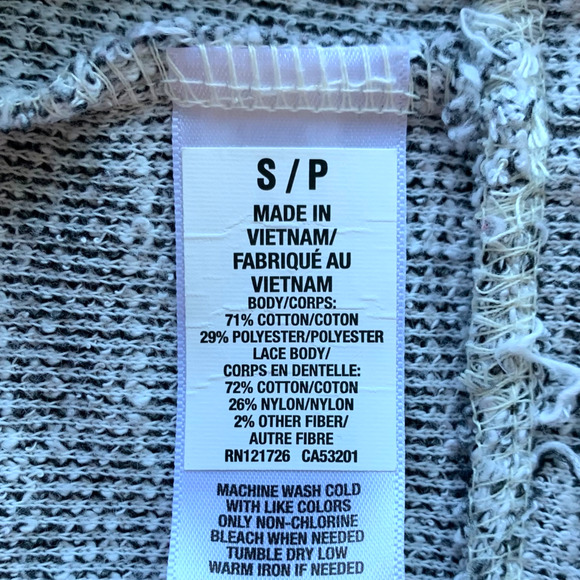 S / P
MADE IN
VIETNAM/
FABRIQUÉ AU
VIETNAM
BODY/CORPS:
71% COTTON/COTON
29% POLYESTER/POLYESTER
LACE BODY/
CORPS EN DENTELLE:
72% COTTON/COTON
26% NYLON/NYLON
2% OTHER FIBER/
AUTRE FIBRE
RN121726 CA53201
MACHINE WASH COLD
WITH LIKE COLORS
ONLY NON-CHLORINE
BLEACH WHEN NEEDED
TUMBLE DRY LOW
WARM IRON IF NEEDED